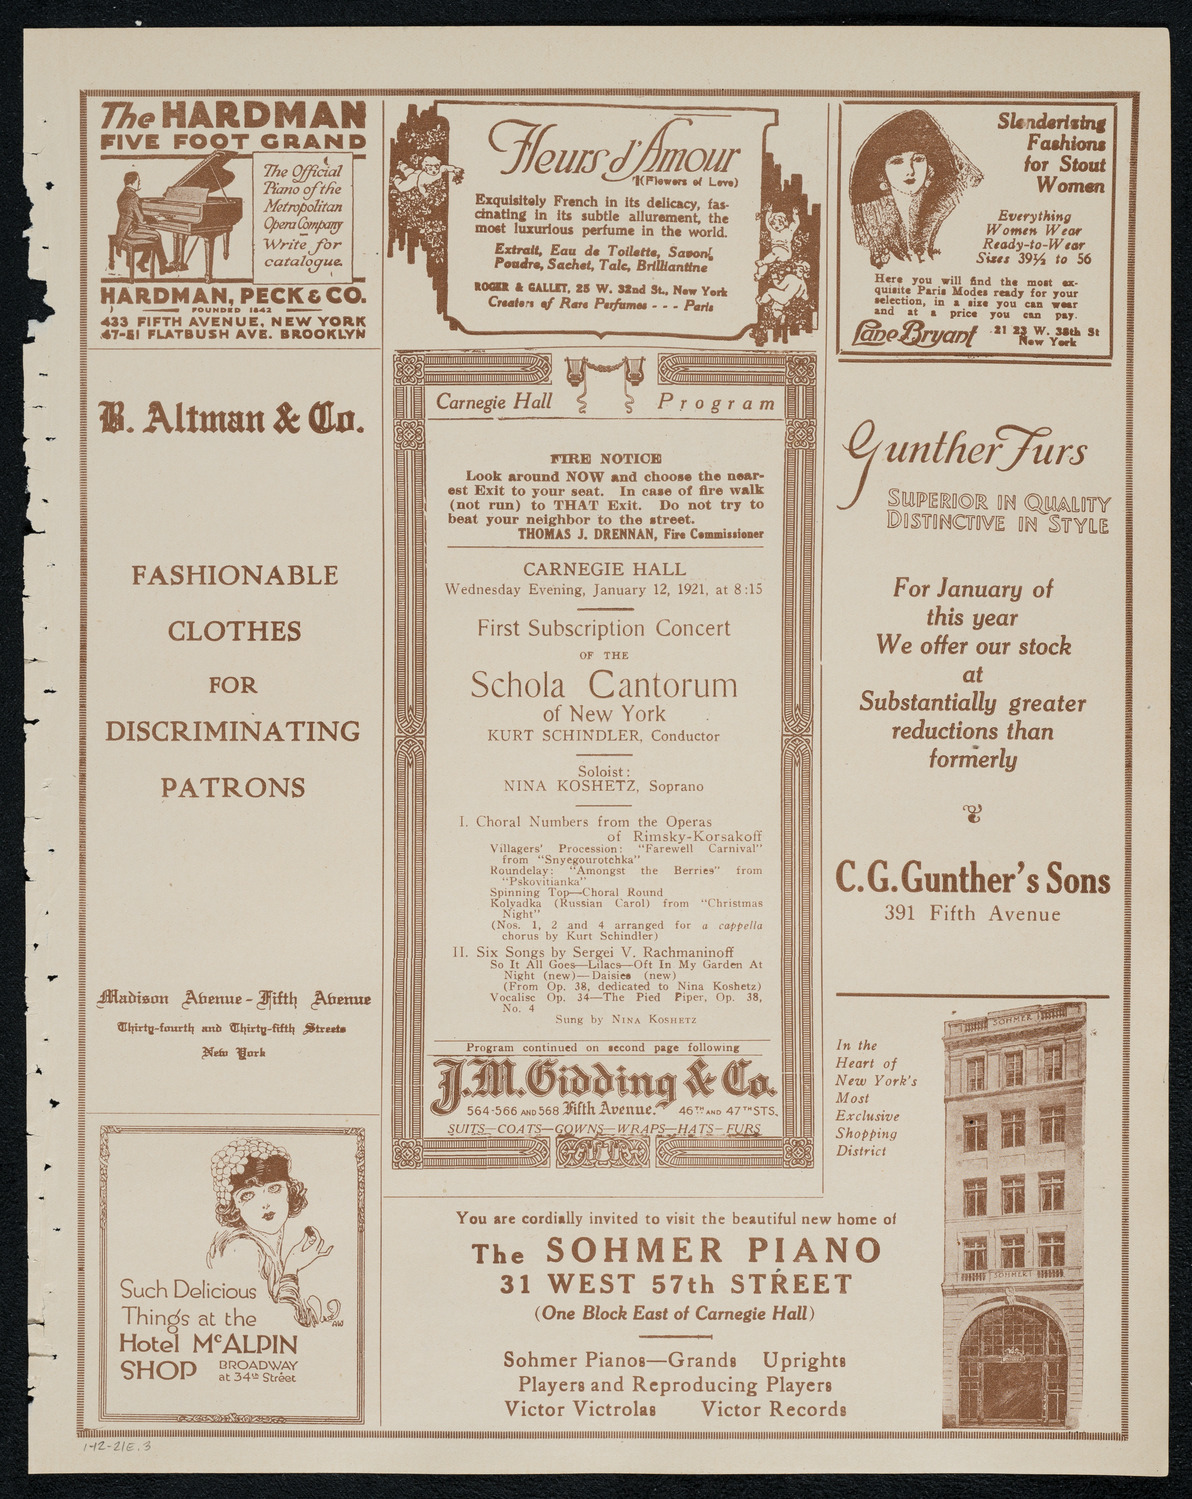 The HARDMAN
FIVE FOOT GRAND
The Official
Piano of the
Metropolitan
Opera Company
Write for
catalogue.
HARDMAN, PECK & CO.
FOUNDED 1842
433 FIFTH AVENUE, NEW YORK
47-51 FLATBUSH AVE. BROOKLYN
Fleurs d'Amour
(Flowers of Love)
Exquisitely French in its delicacy, fas-
cinating in its subtle allurement, the
most luxurious perfume in the world.
Extrait, Eau de Toilette, Savon,
Poudre, Sachet, Talc, Brilliantine
ROGER & GALLET, 25 W. 32nd St., New York
Creators of Rare Perfumes - - - Paris
Slenderizing
Fashions
for Stout
Women
Everything
Women Wear
Ready-to-Wear
Sizes 39½ to 56
Here you will find the most ex-
quisite Paris Modes ready for your
selection, in a size you can wear
and at a price you can pay.
Lane Bryant 21 23 W. 38th St
New York
B. Altman & Co.
FASHIONABLE
CLOTHES
FOR
DISCRIMINATING
PATRONS
Madison Avenue - Fifth Avenue
Thirty-fourth and Thirty-fifth Streets
New York
Such Delicious
Things at the
Hotel McALPIN
SHOP BROADWAY
at 34th Street
Carnegie Hall Program
FIRE NOTICE
Look around NOW and choose the near-
est Exit to your seat. In case of fire walk
(not run) to THAT Exit. Do not try to
beat your neighbor to the street.
THOMAS J. DRENNAN, Fire Commissioner
CARNEGIE HALL
Wednesday Evening, January 12, 1921, at 8:15
First Subscription Concert
OF THE
Schola Cantorum
of New York
KURT SCHINDLER, Conductor
Soloist:
NINA KOSHETZ, Soprano
I. Choral Numbers from the Operas
of Rimsky-Korsakoff
Villagers' Procession: "Farewell Carnival"
from "Snyegourotchka"
Roundelay: "Amongst the Berries" from
"Pskovitianka"
Spinning Top—Choral Round
Kolyadka (Russian Carol) from "Christmas
Night"
(Nos. 1, 2 and 4 arranged for a cappella
chorus by Kurt Schindler)
II. Six Songs by Sergei V. Rachmaninoff
So It All Goes—Lilacs—Oft In My Garden At
Night (new)—Daisies (new)
(From Op. 38, dedicated to Nina Koshetz)
Vocalise Op. 34—The Pied Piper, Op. 38,
No. 4
Sung by NINA KOSHETZ
Program continued on second page following
J.M. Gidding & Co.
564-566 AND 568 Fifth Avenue. 46TH AND 47TH STS.
SUITS—COATS—GOWNS—WRAPS—HATS—FURS
Gunther Furs
SUPERIOR IN QUALITY
DISTINCTIVE IN STYLE
For January of
this year
We offer our stock
at
Substantially greater
reductions than
formerly
C.G.Gunther's Sons
391 Fifth Avenue
In the
Heart of
New York's
Most
Exclusive
Shopping
District
SOHMER
SOHMER
You are cordially invited to visit the beautiful new home of
The SOHMER PIANO
31 WEST 57th STREET
(One Block East of Carnegie Hall)
Sohmer Pianos—Grands Uprights
Players and Reproducing Players
Victor Victrolas Victor Records
1-12-21E.3